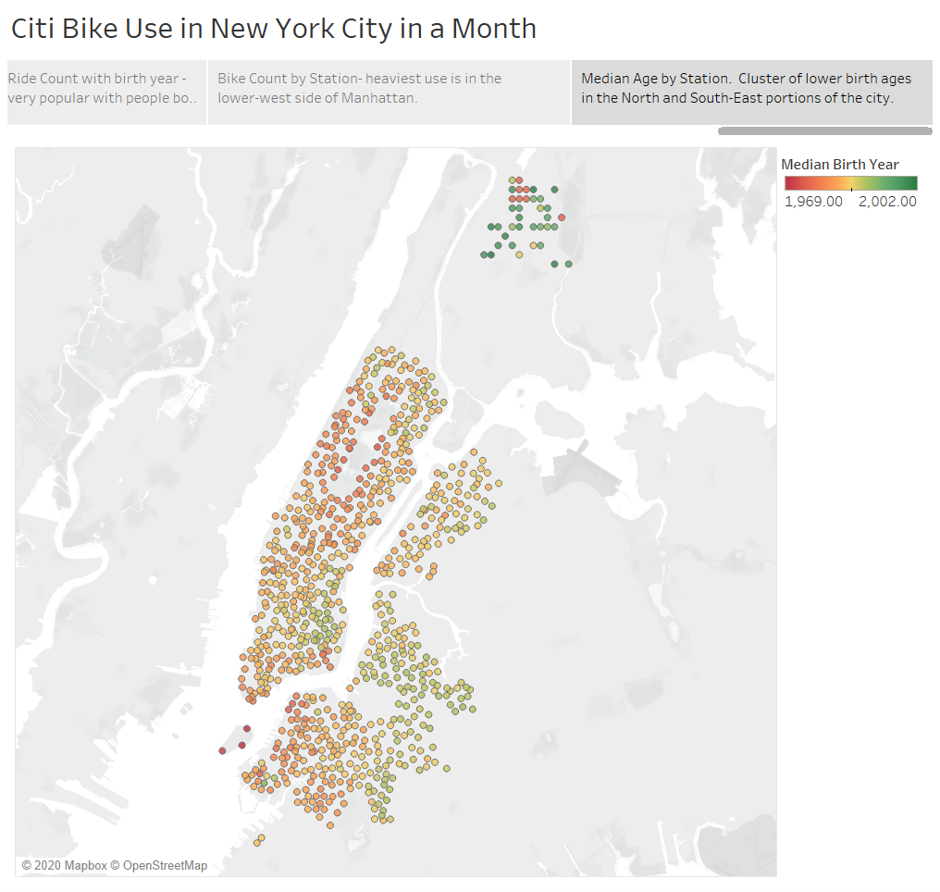 Citi Bike Use in New York City in a Month
Ride Count with birth year -
very popular with people bo..
Bike Count by Station- heaviest use is in the
lower-west side of Manhattan.
Median Age by Station.  Cluster of lower birth ages
in the North and South-East portions of the city.
Median Birth Year
1,969.00 2,002.00
© 2020 Mapbox © OpenStreetMap